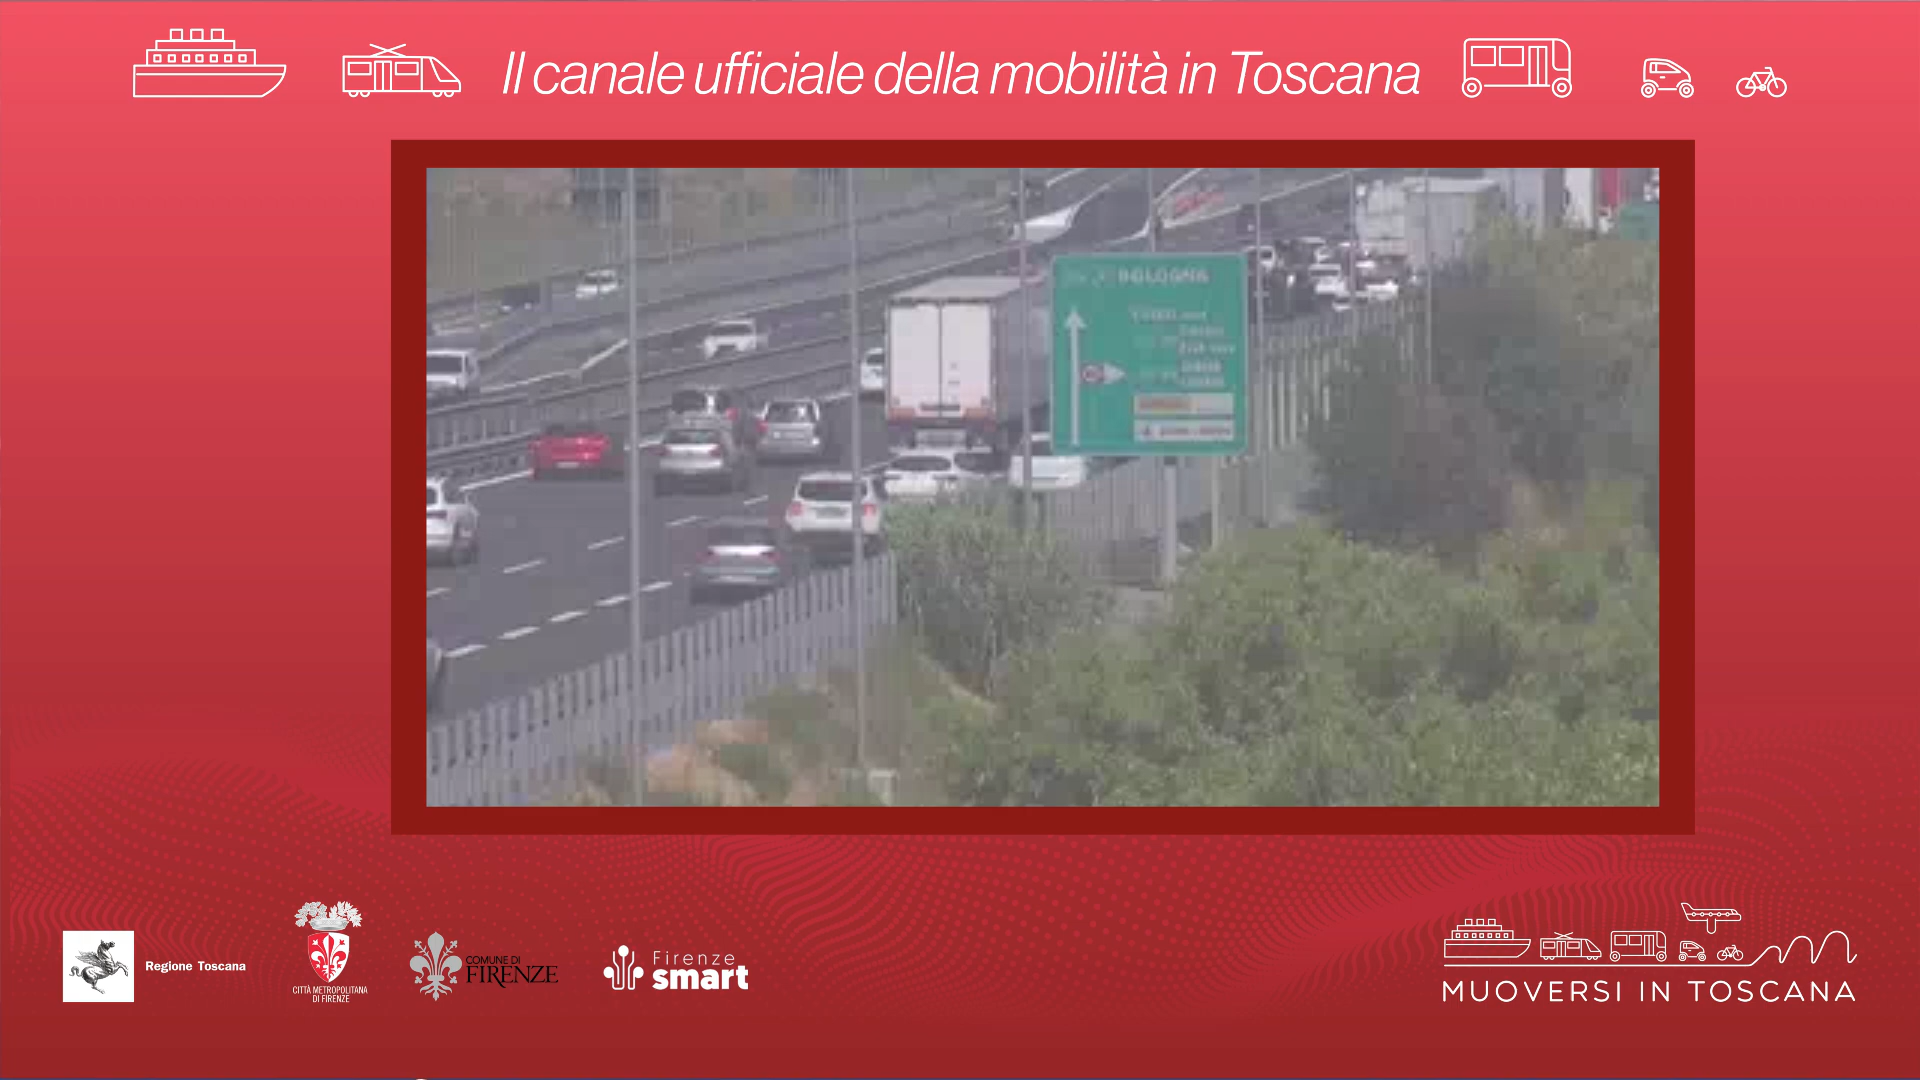 Il canale ufficiale della mobilità in Toscana
BOLOGNA
Regione Toscana
CITTÀ METROPOLITANA
DI FIRENZE
COMUNE DI
FIRENZE
Firenze
smart
MUOVERSI IN TOSCANA